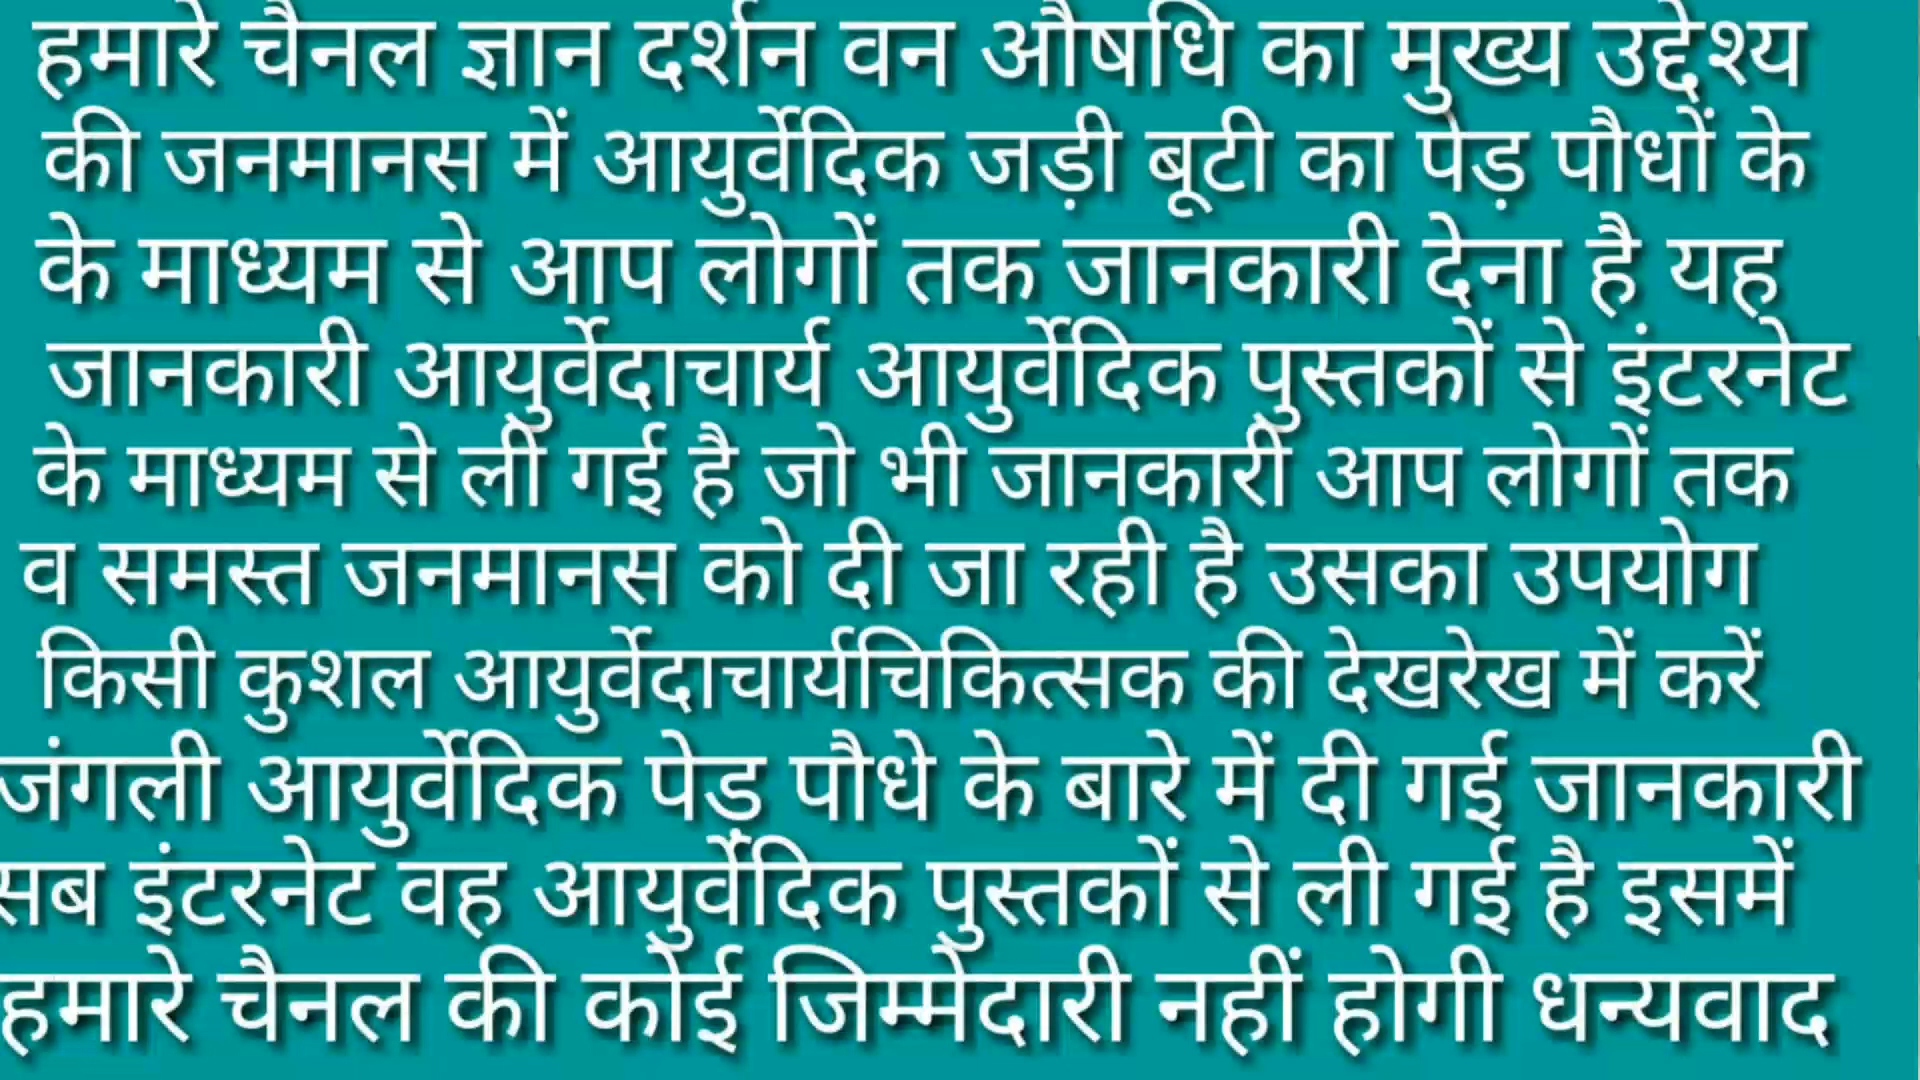 हमारे चैनल ज्ञान दर्शन वन औषधि का मुख्य उद्देश्य
की जनमानस में आयुर्वेदिक जड़ी बूटी का पेड़ पौधों के
के माध्यम से आप लोगों तक जानकारी देना है यह
जानकारी आयुर्वेदाचार्य आयुर्वेदिक पुस्तकों से इंटरनेट
के माध्यम से ली गई है जो भी जानकारी आप लोगों तक
व समस्त जनमानस को दी जा रही है उसका उपयोग
किसी कुशल आयुर्वेदाचार्यचिकित्सक की देखरेख में करें
जंगली आयुर्वेदिक पेड़ पौधे के बारे में दी गई जानकारी
सब इंटरनेट वह आयुर्वेदिक पुस्तकों से ली गई है इसमें
हमारे चैनल की कोई जिम्मेदारी नहीं होगी धन्यवाद